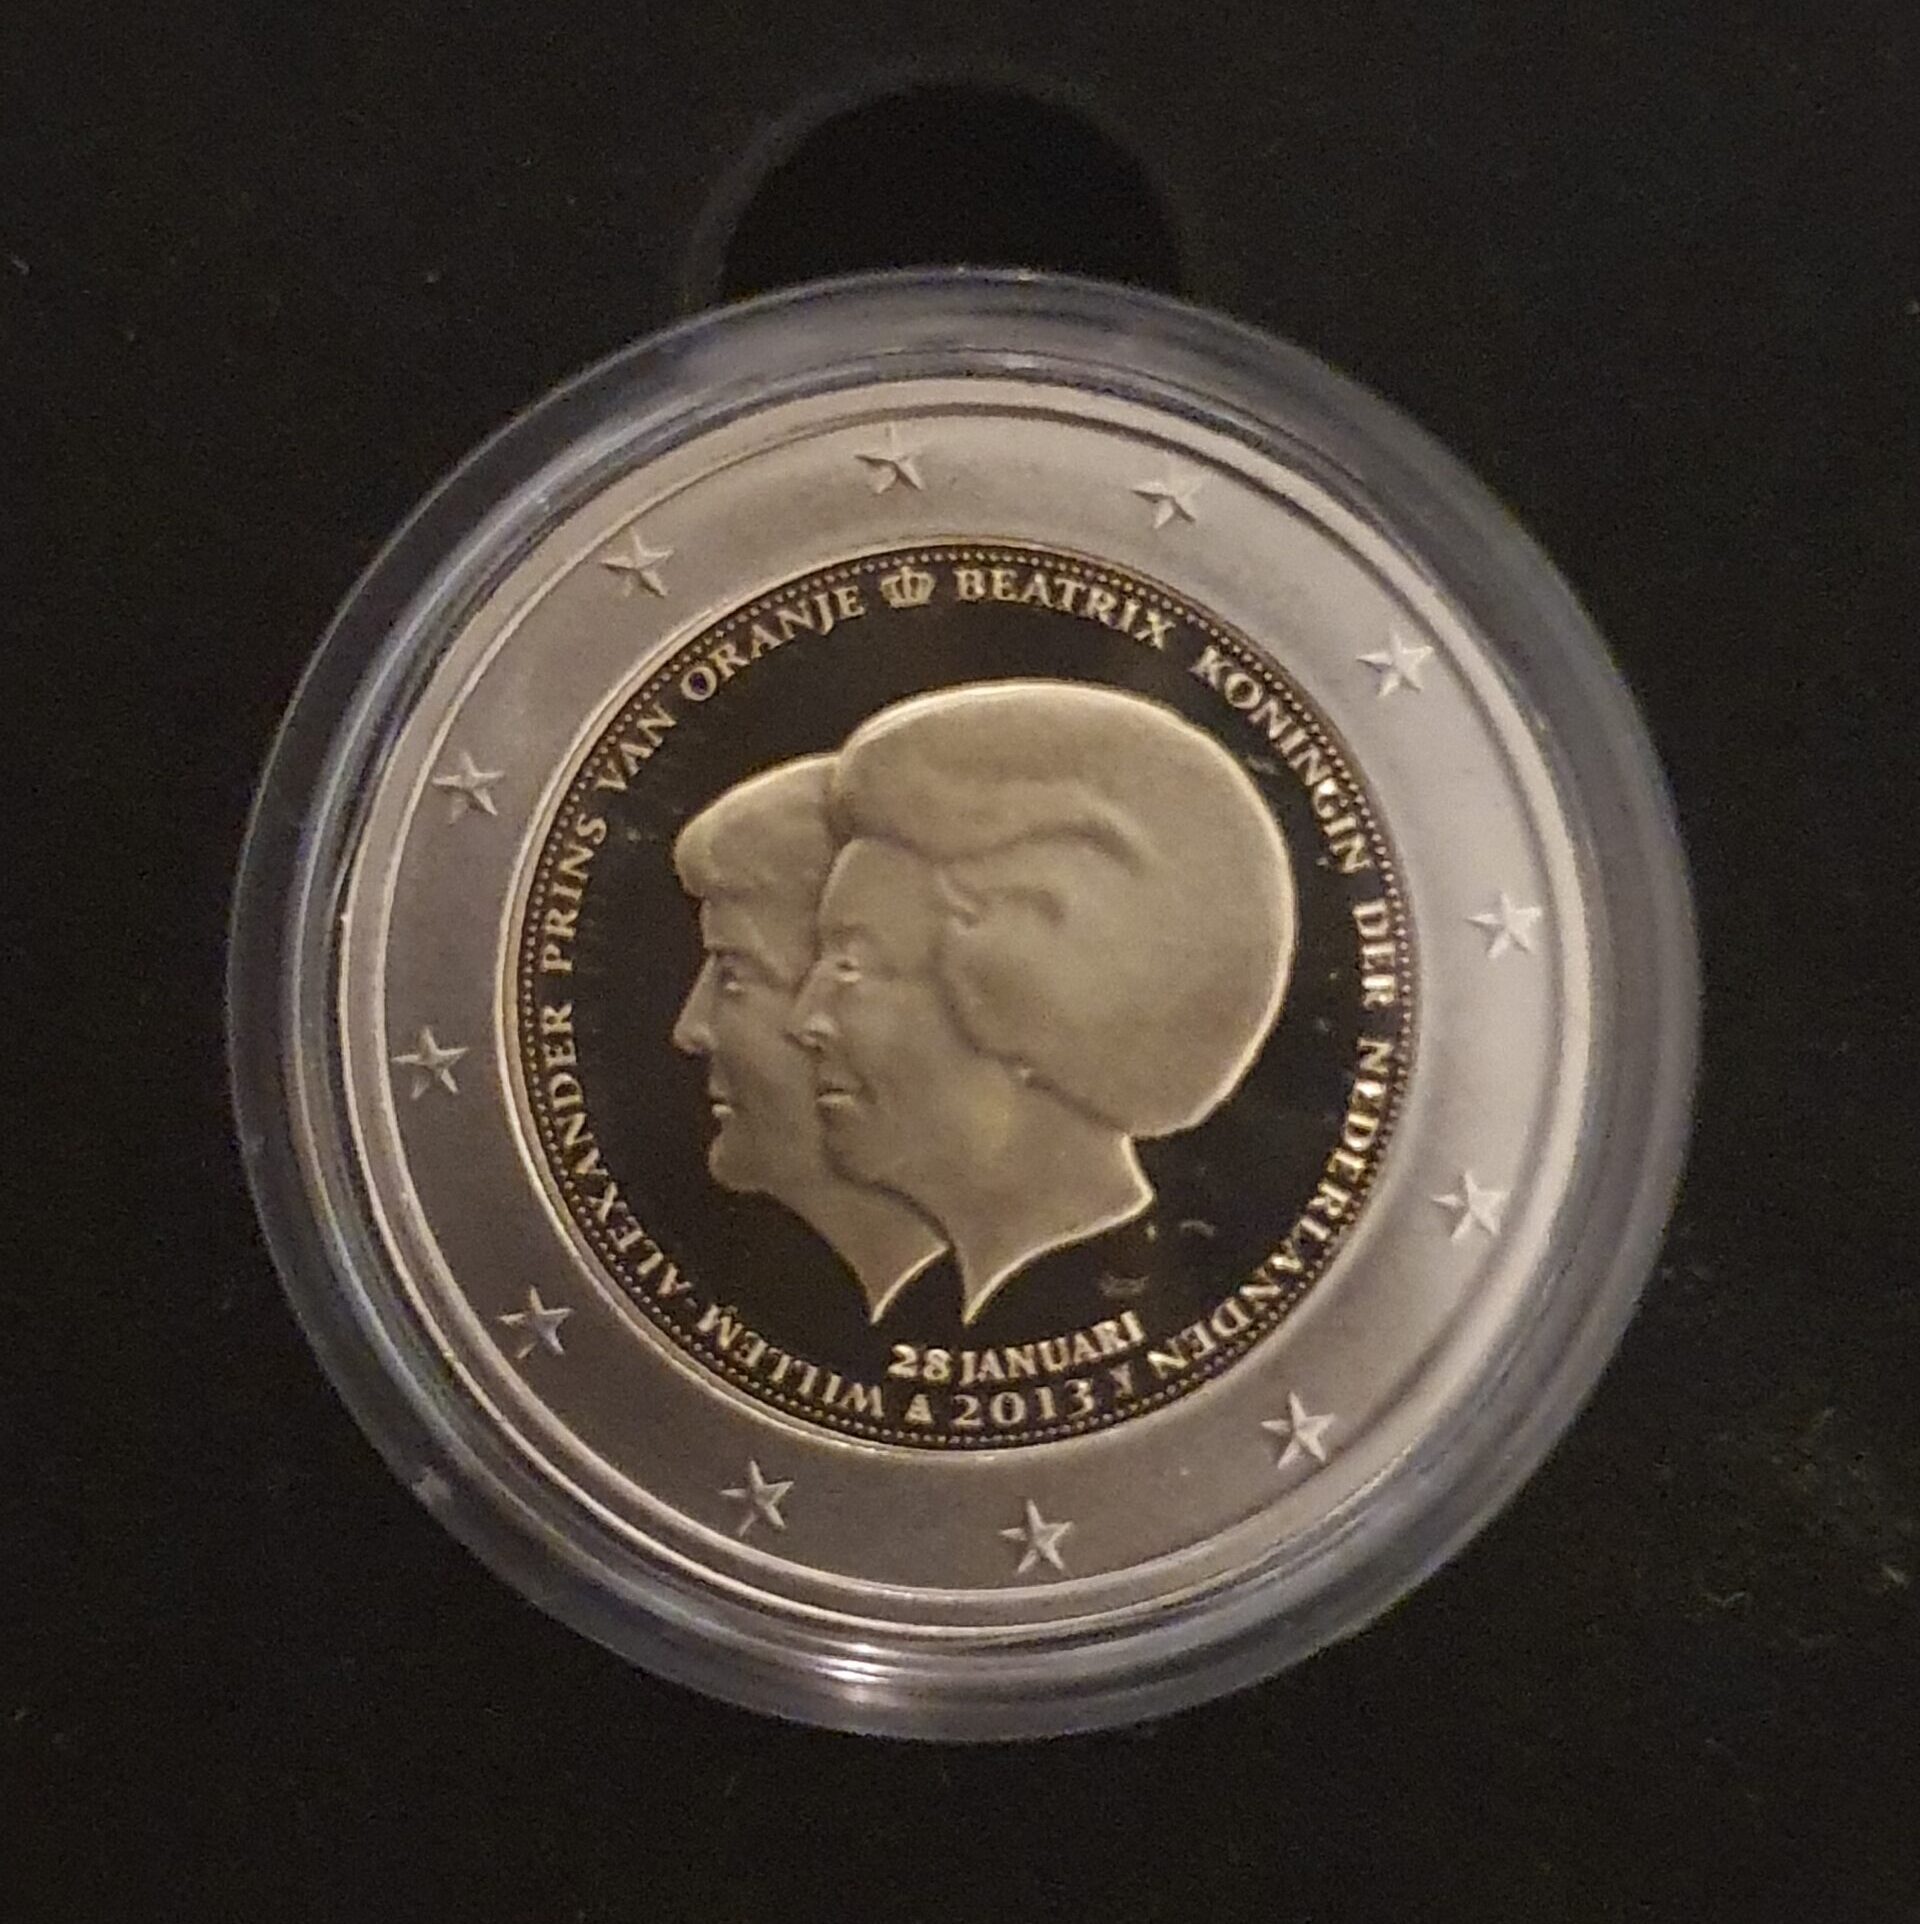 WILLEM-ALEXANDER PRINS VAN ORANJE
BEATRIX KONINGIN DER NEDERLANDEN
28 JANUARI
2013